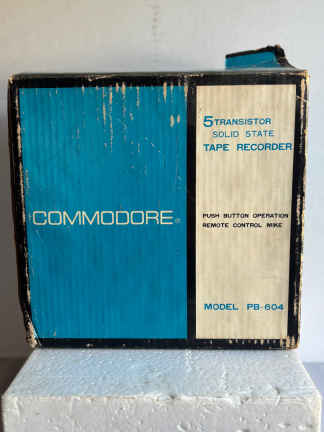 5 TRANSISTOR
SOLID STATE
TAPE RECORDER
COMMODORE
PUSH BUTTON OPERATION
REMOTE CONTROL MIKE
MODEL PB-604